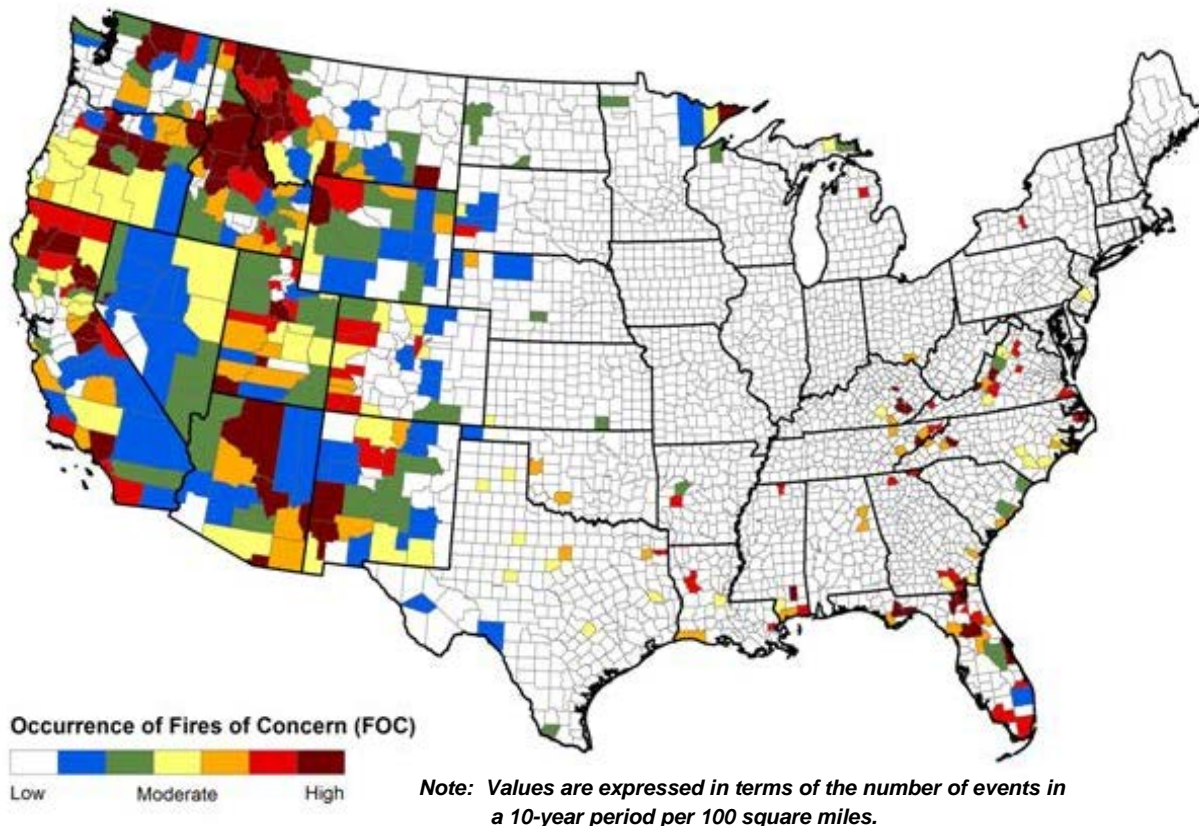 Occurrence of Fires of Concern (FOC)
Low Moderate High
Note: Values are expressed in terms of the number of events in
a 10-year period per 100 square miles.